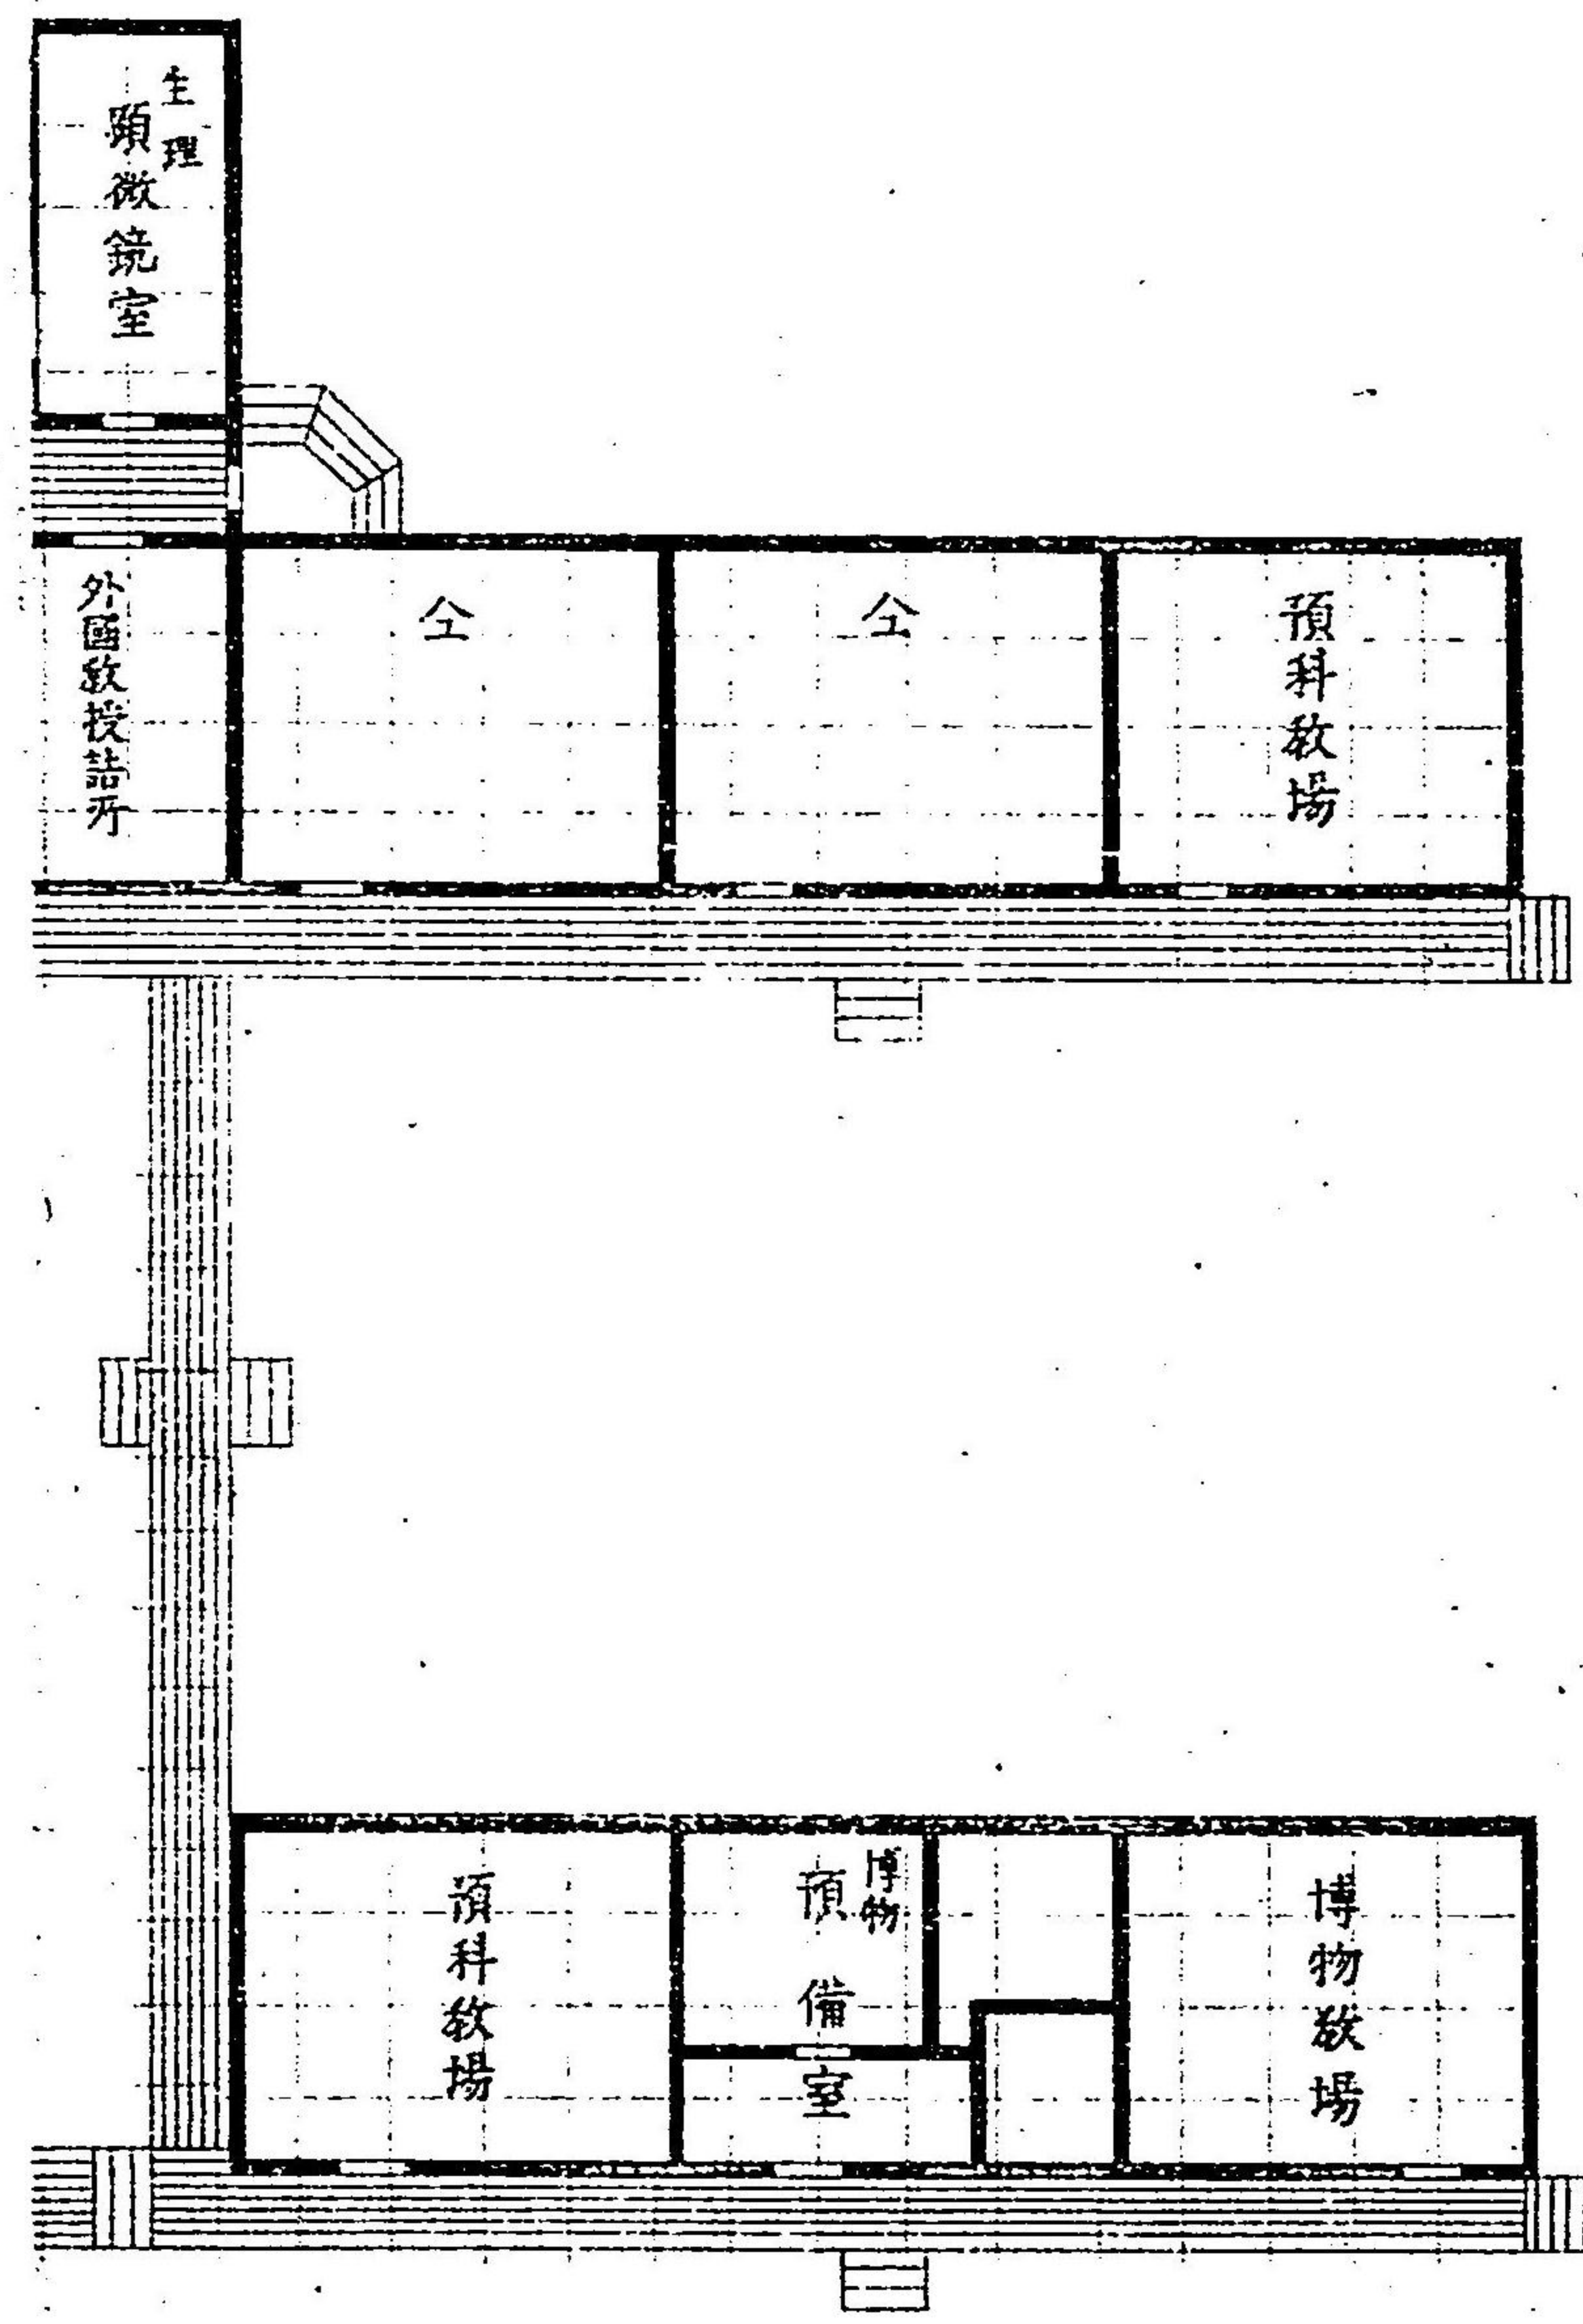 生理
顕微鏡室
預科教場
仝
仝
外國教授詰所
博物教場
博物
預備室
預科教場